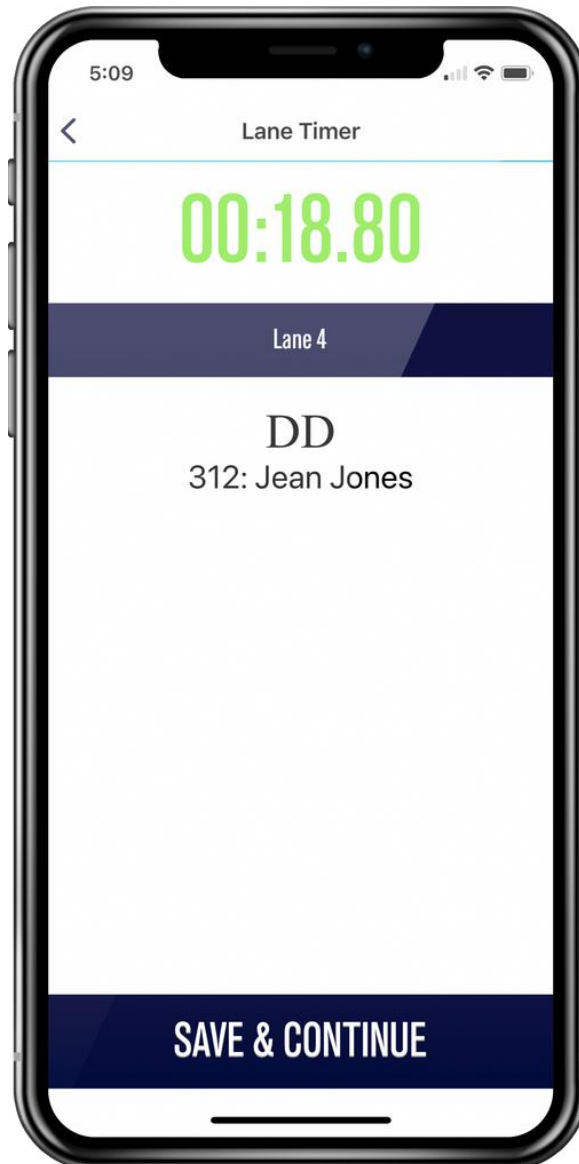 5:09
Lane Timer
00:18.80
Lane 4
DD
312: Jean Jones
SAVE & CONTINUE